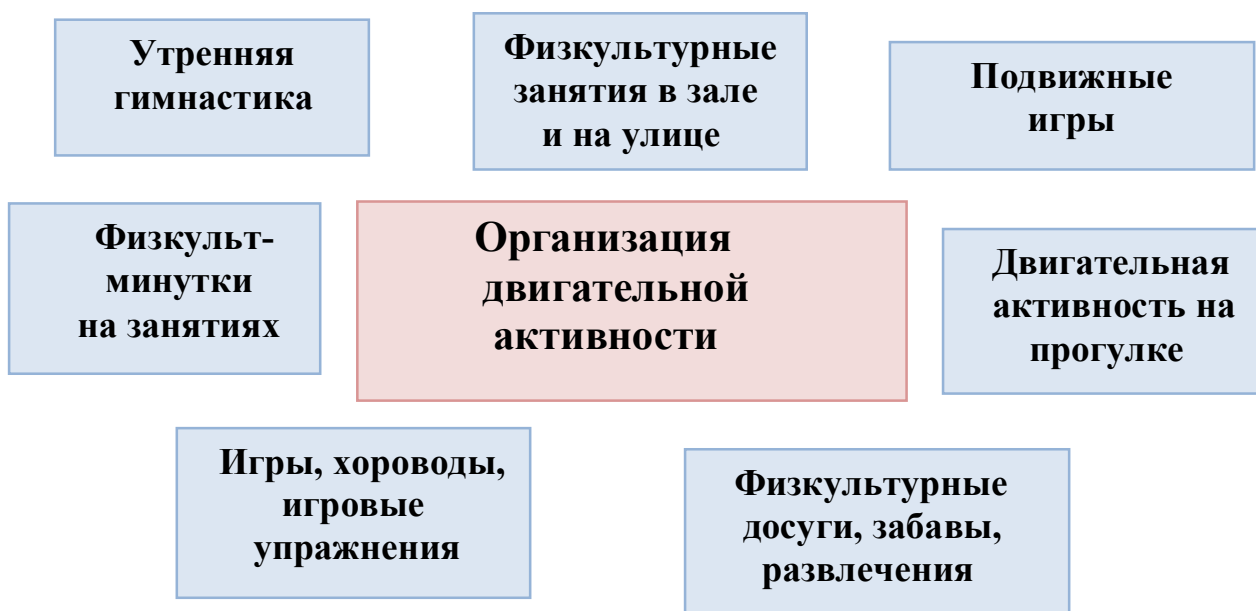 Утренняя
гимнастика
Физкультурные
занятия в зале
и на улице
Подвижные
игры
Физкульт-
минутки
на занятиях
Организация
двигательной
активности
Двигательная
активность на
прогулке
Игры, хороводы,
игровые
упражнения
Физкультурные
досуги, забавы,
развлечения